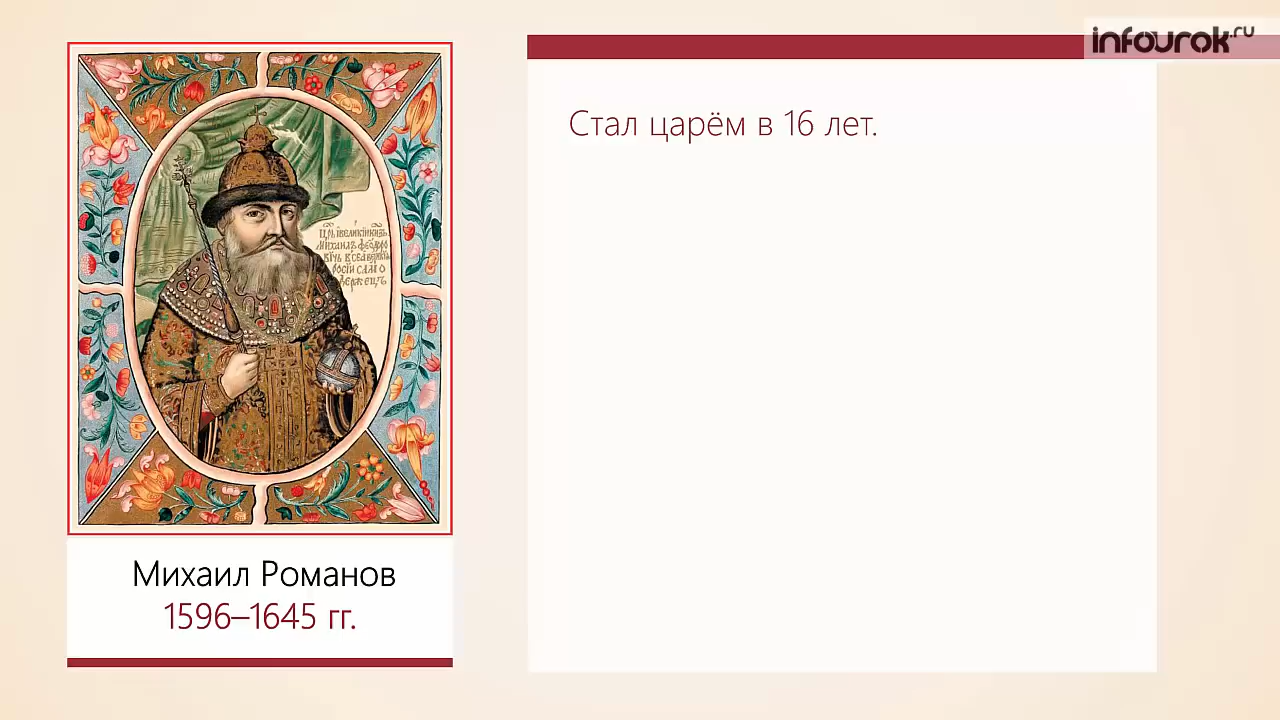 infourok.ru
Стал царём в 16 лет.
Михаил Романов
1596–1645 гг.